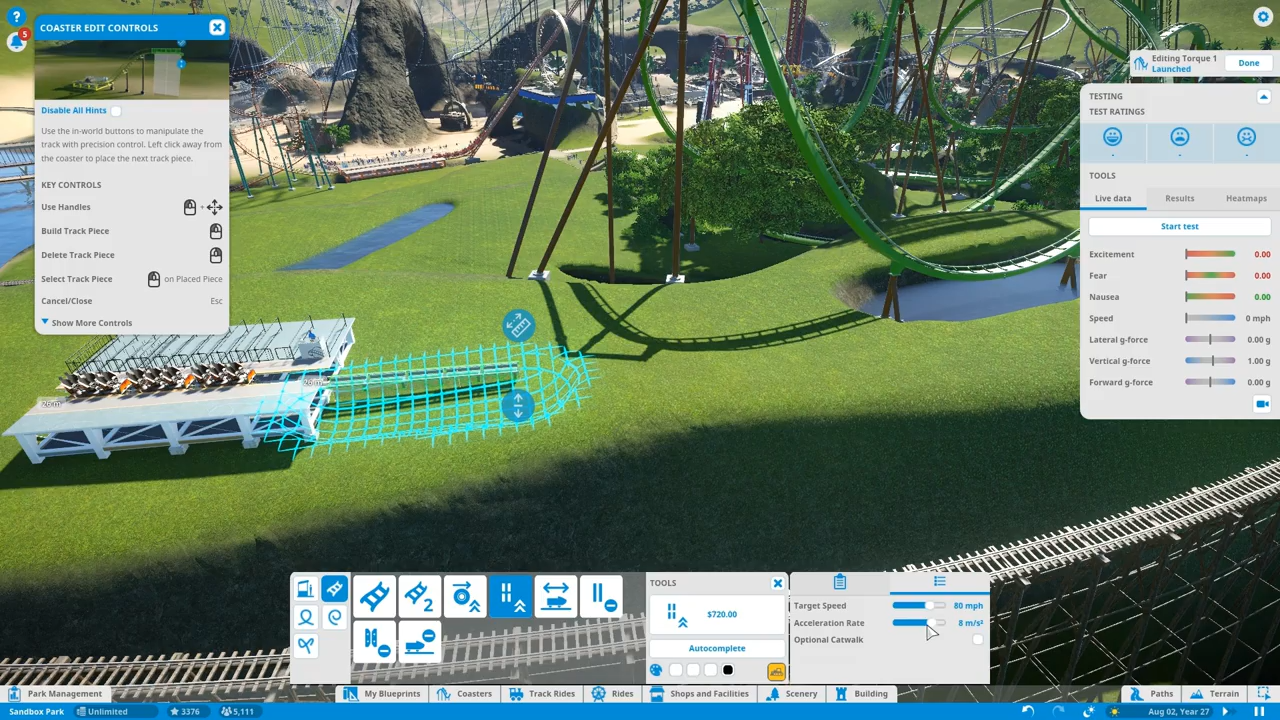 ?
5
COASTER EDIT CONTROLS
Disable All Hints
Use the in-world buttons to manipulate the
track with precision control. Left click away from
the coaster to place the next track piece.
KEY CONTROLS
Use Handles +
Build Track Piece
Delete Track Piece
Select Track Piece on Placed Piece
Cancel/Close Esc
Show More Controls
Editing Torque 1
Launched
Done
TESTING
TEST RATINGS
- - -
TOOLS
Live data Results Heatmaps
Start test
Excitement 0.00
Fear 0.00
Nausea 0.00
Speed 0 mph
Lateral g-force 0.00 g
Vertical g-force 1.00 g
Forward g-force 0.00 g
26 m
26 m
2
TOOLS
$720.00
Autocomplete
Target Speed 80 mph
Acceleration Rate 8 m/s²
Optional Catwalk
Park Management My Blueprints Coasters Track Rides Rides Shops and Facilities Scenery Building Paths Terrain
Sandbox Park Unlimited 3376 5,111 Aug 02, Year 27